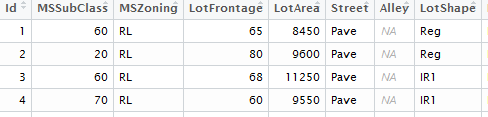 Id MSSubClass MSZoning LotFrontage LotArea Street Alley LotShape
1 60 RL 65 8450 Pave NA Reg
2 20 RL 80 9600 Pave NA Reg
3 60 RL 68 11250 Pave NA IR1
4 70 RL 60 9550 Pave NA IR1